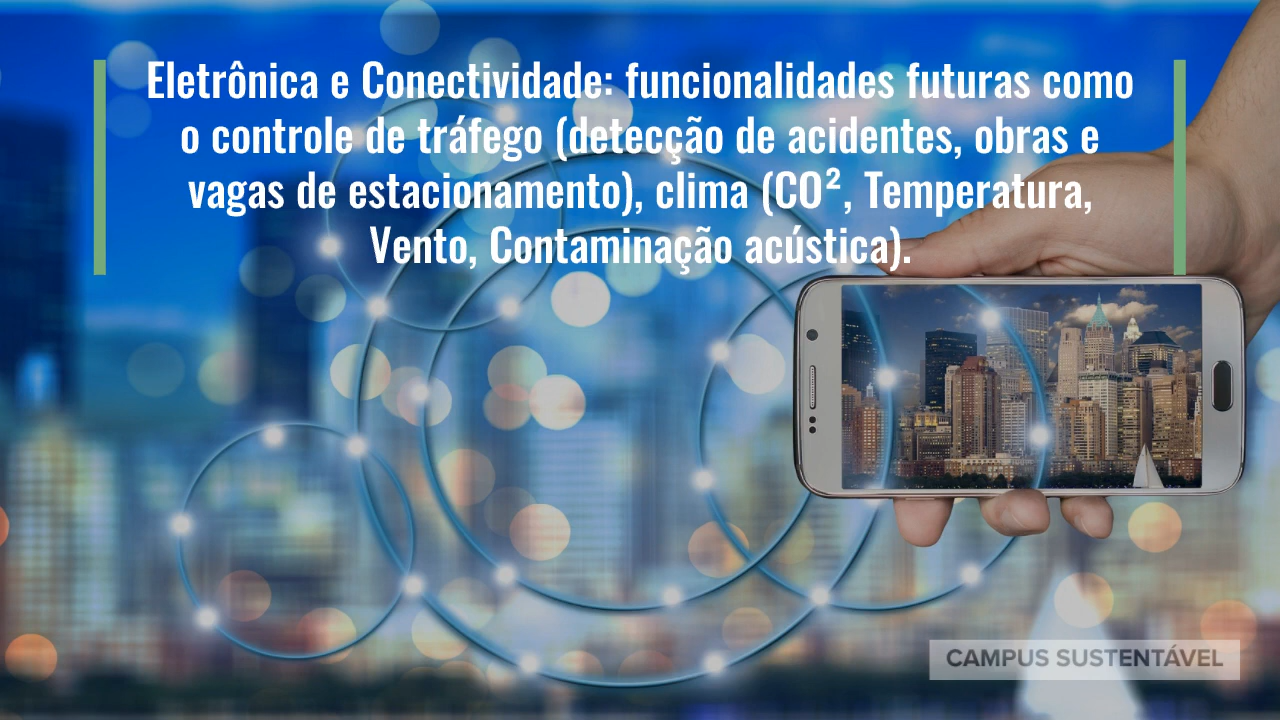 Eletrônica e Conectividade: funcionalidades futuras como
o controle de tráfego (detecção de acidentes, obras e
vagas de estacionamento), clima (CO², Temperatura,
Vento, Contaminação acústica).
CAMPUS SUSTENTÁVEL